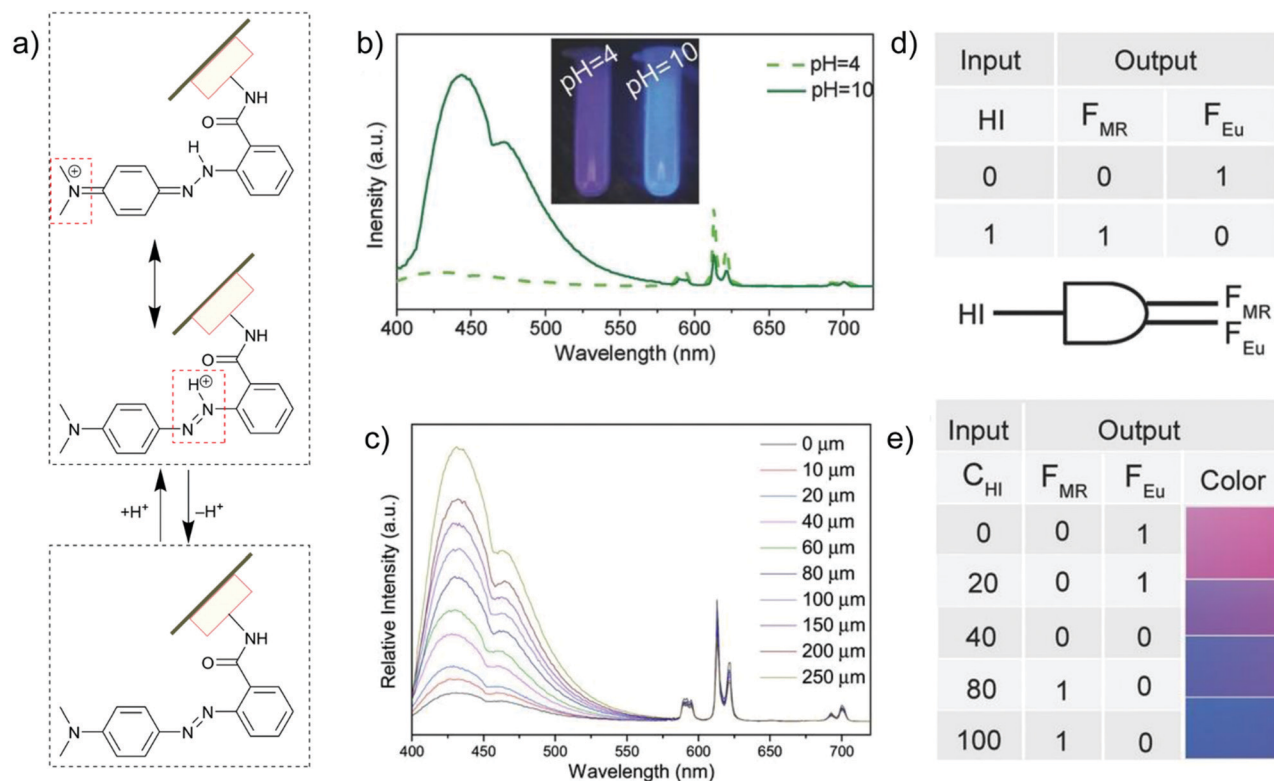 a)
NH
O
H
N
⊕
N
N
NH
O
H⊕
N
N
N
+H⁺
–H⁺
NH
O
N
N
N
b)
Inensity (a.u.)
pH=4
pH=10
pH=4
pH=10
400 450 500 550 600 650 700
Wavelength (nm)
c)
Relative Intensity (a.u.)
0 μm
10 μm
20 μm
40 μm
60 μm
80 μm
100 μm
150 μm
200 μm
250 μm
400 450 500 550 600 650 700
Wavelength (nm)
d)
Input Output
HI F_MR F_Eu
0 0 1
1 1 0
HI
F_MR
F_Eu
e)
Input Output
C_HI F_MR F_Eu Color
0 0 1
20 0 1
40 0 0
80 1 0
100 1 0